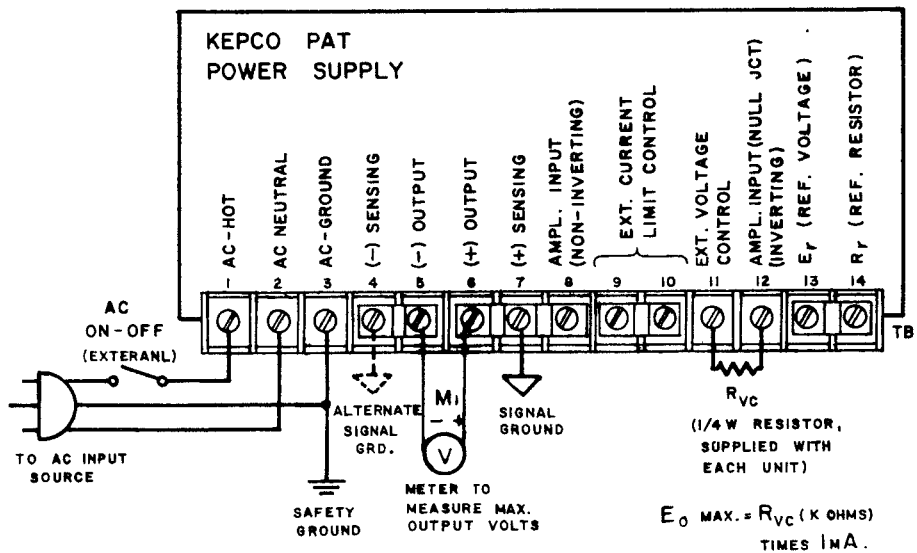 KEPCO PAT
POWER SUPPLY
AC-HOT
AC NEUTRAL
AC-GROUND
(-) SENSING
(-) OUTPUT
(+) OUTPUT
(+) SENSING
AMPL. INPUT
(NON-INVERTING)
EXT. CURRENT
LIMIT CONTROL
EXT. VOLTAGE
CONTROL
AMPL. INPUT (NULL JCT)
(INVERTING)
Er (REF. VOLTAGE)
Rr (REF. RESISTOR)
1 2 3 4 5 6 7 8 9 10 11 12 13 14
TB
AC
ON-OFF
(EXTERANL)
TO AC INPUT
SOURCE
SAFETY
GROUND
ALTERNATE
SIGNAL
GRD.
M1
- +
V
METER TO
MEASURE MAX.
OUTPUT VOLTS
SIGNAL
GROUND
RVC
(1/4 W RESISTOR,
SUPPLIED WITH
EACH UNIT)
Eo MAX. = RVC (K OHMS)
TIMES 1MA.